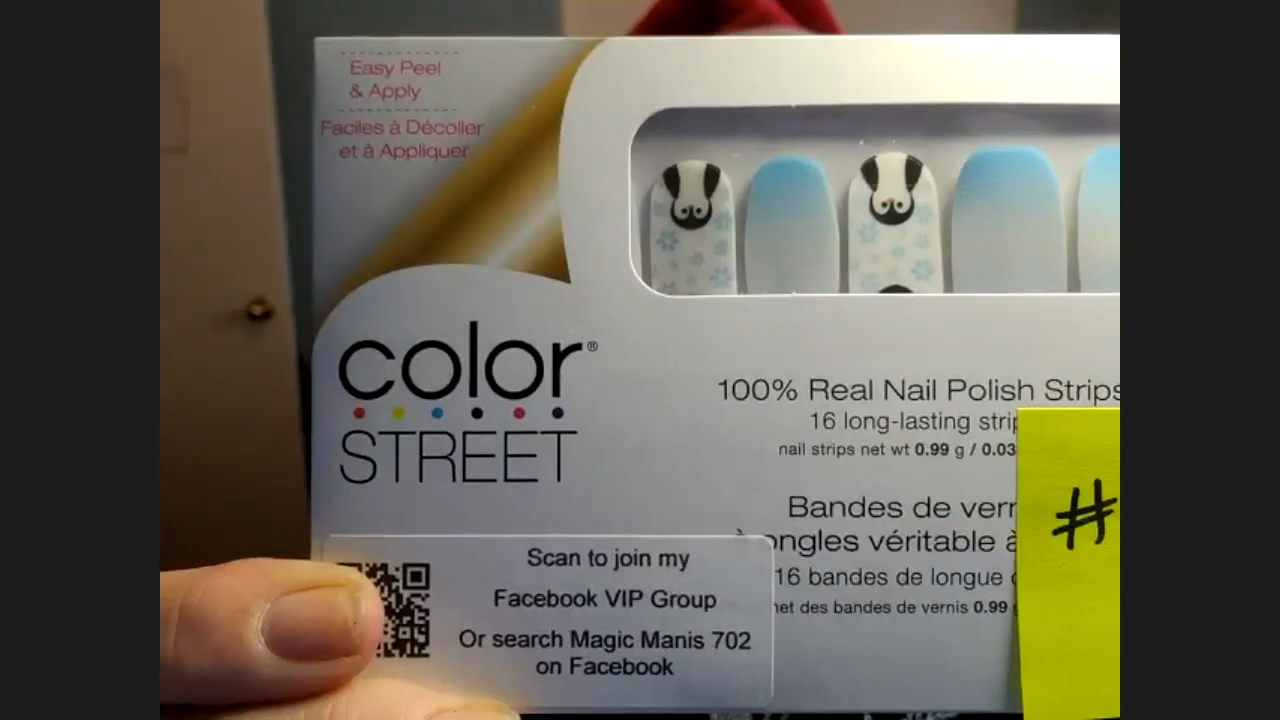 Easy Peel
& Apply
Faciles à Décoller
et à Appliquer
color®
STREET
100% Real Nail Polish Strips
16 long-lasting
nail strips net wt 0.99 g / 0.03
Bandes de
ongles véritable à
16 bandes de longue
des bandes de vernis 0.99
#
Scan to join my
Facebook VIP Group
Or search Magic Manis 702
on Facebook